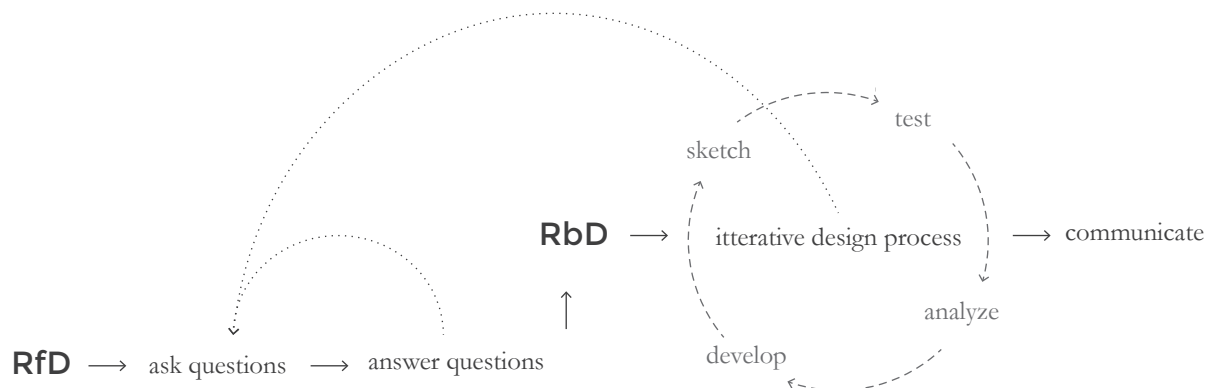 test
sketch
RbD
itterative design process
communicate
analyze
develop
RfD
ask questions
answer questions